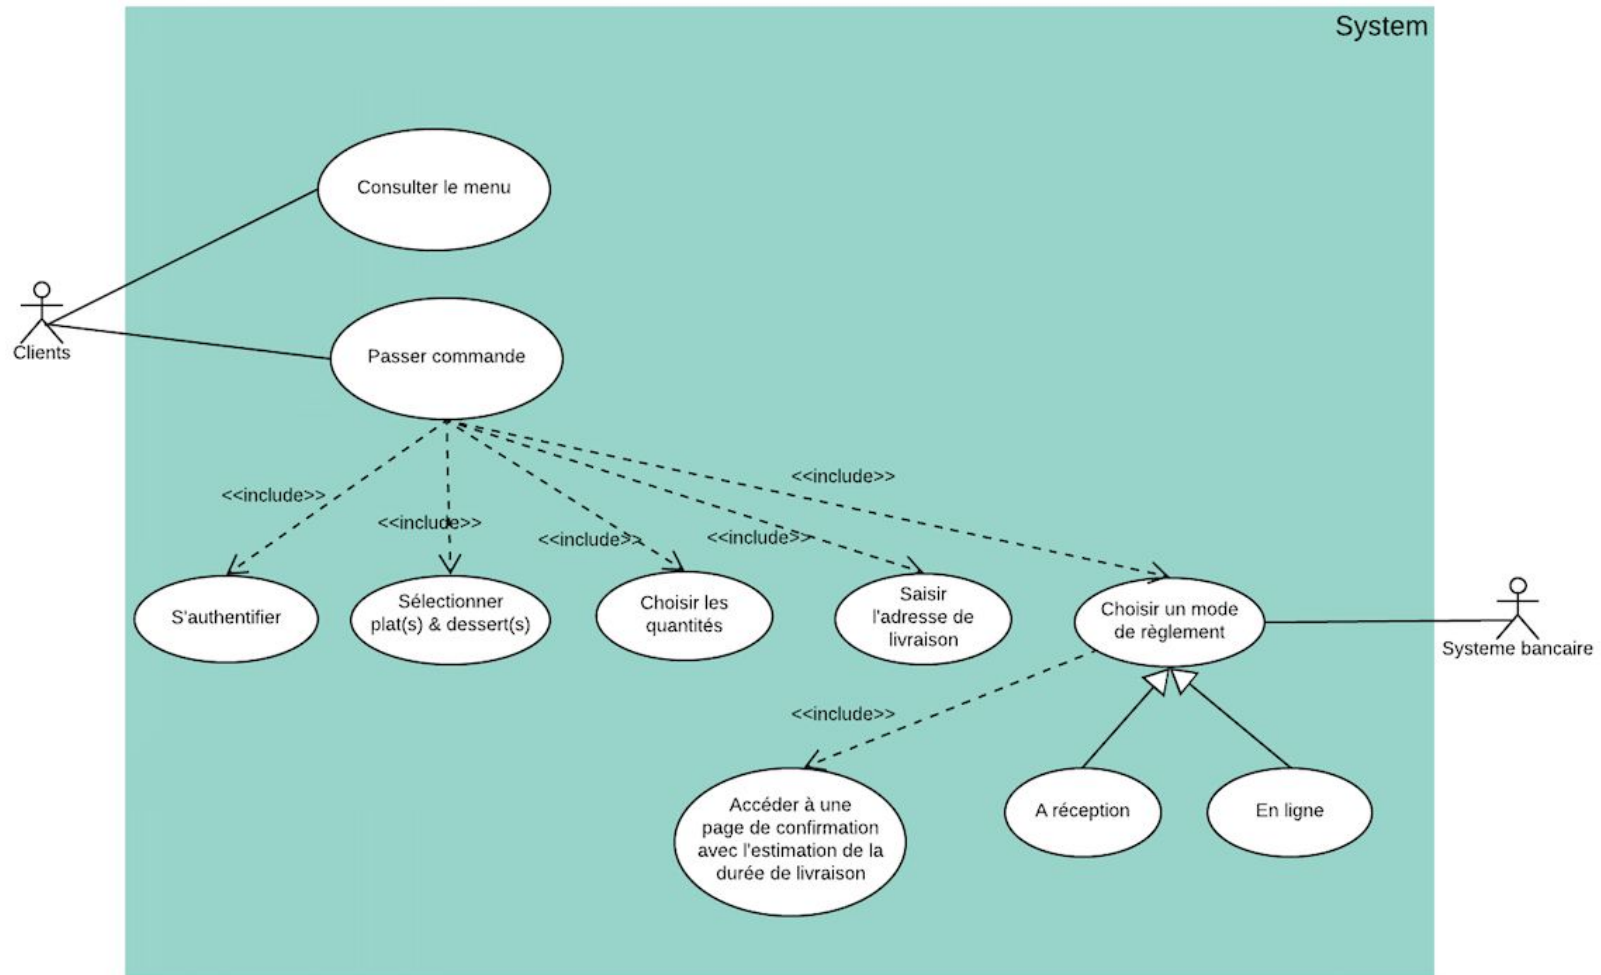 System
Consulter le menu
Clients
Passer commande
<<include>>
<<include>>
<<include>>
<<include>>
<<include>>
S'authentifier
Sélectionner
plat(s) & dessert(s)
Choisir les
quantités
Saisir
l'adresse de
livraison
Choisir un mode
de règlement
Systeme bancaire
<<include>>
Accéder à une
page de confirmation
avec l'estimation de la
durée de livraison
A réception
En ligne